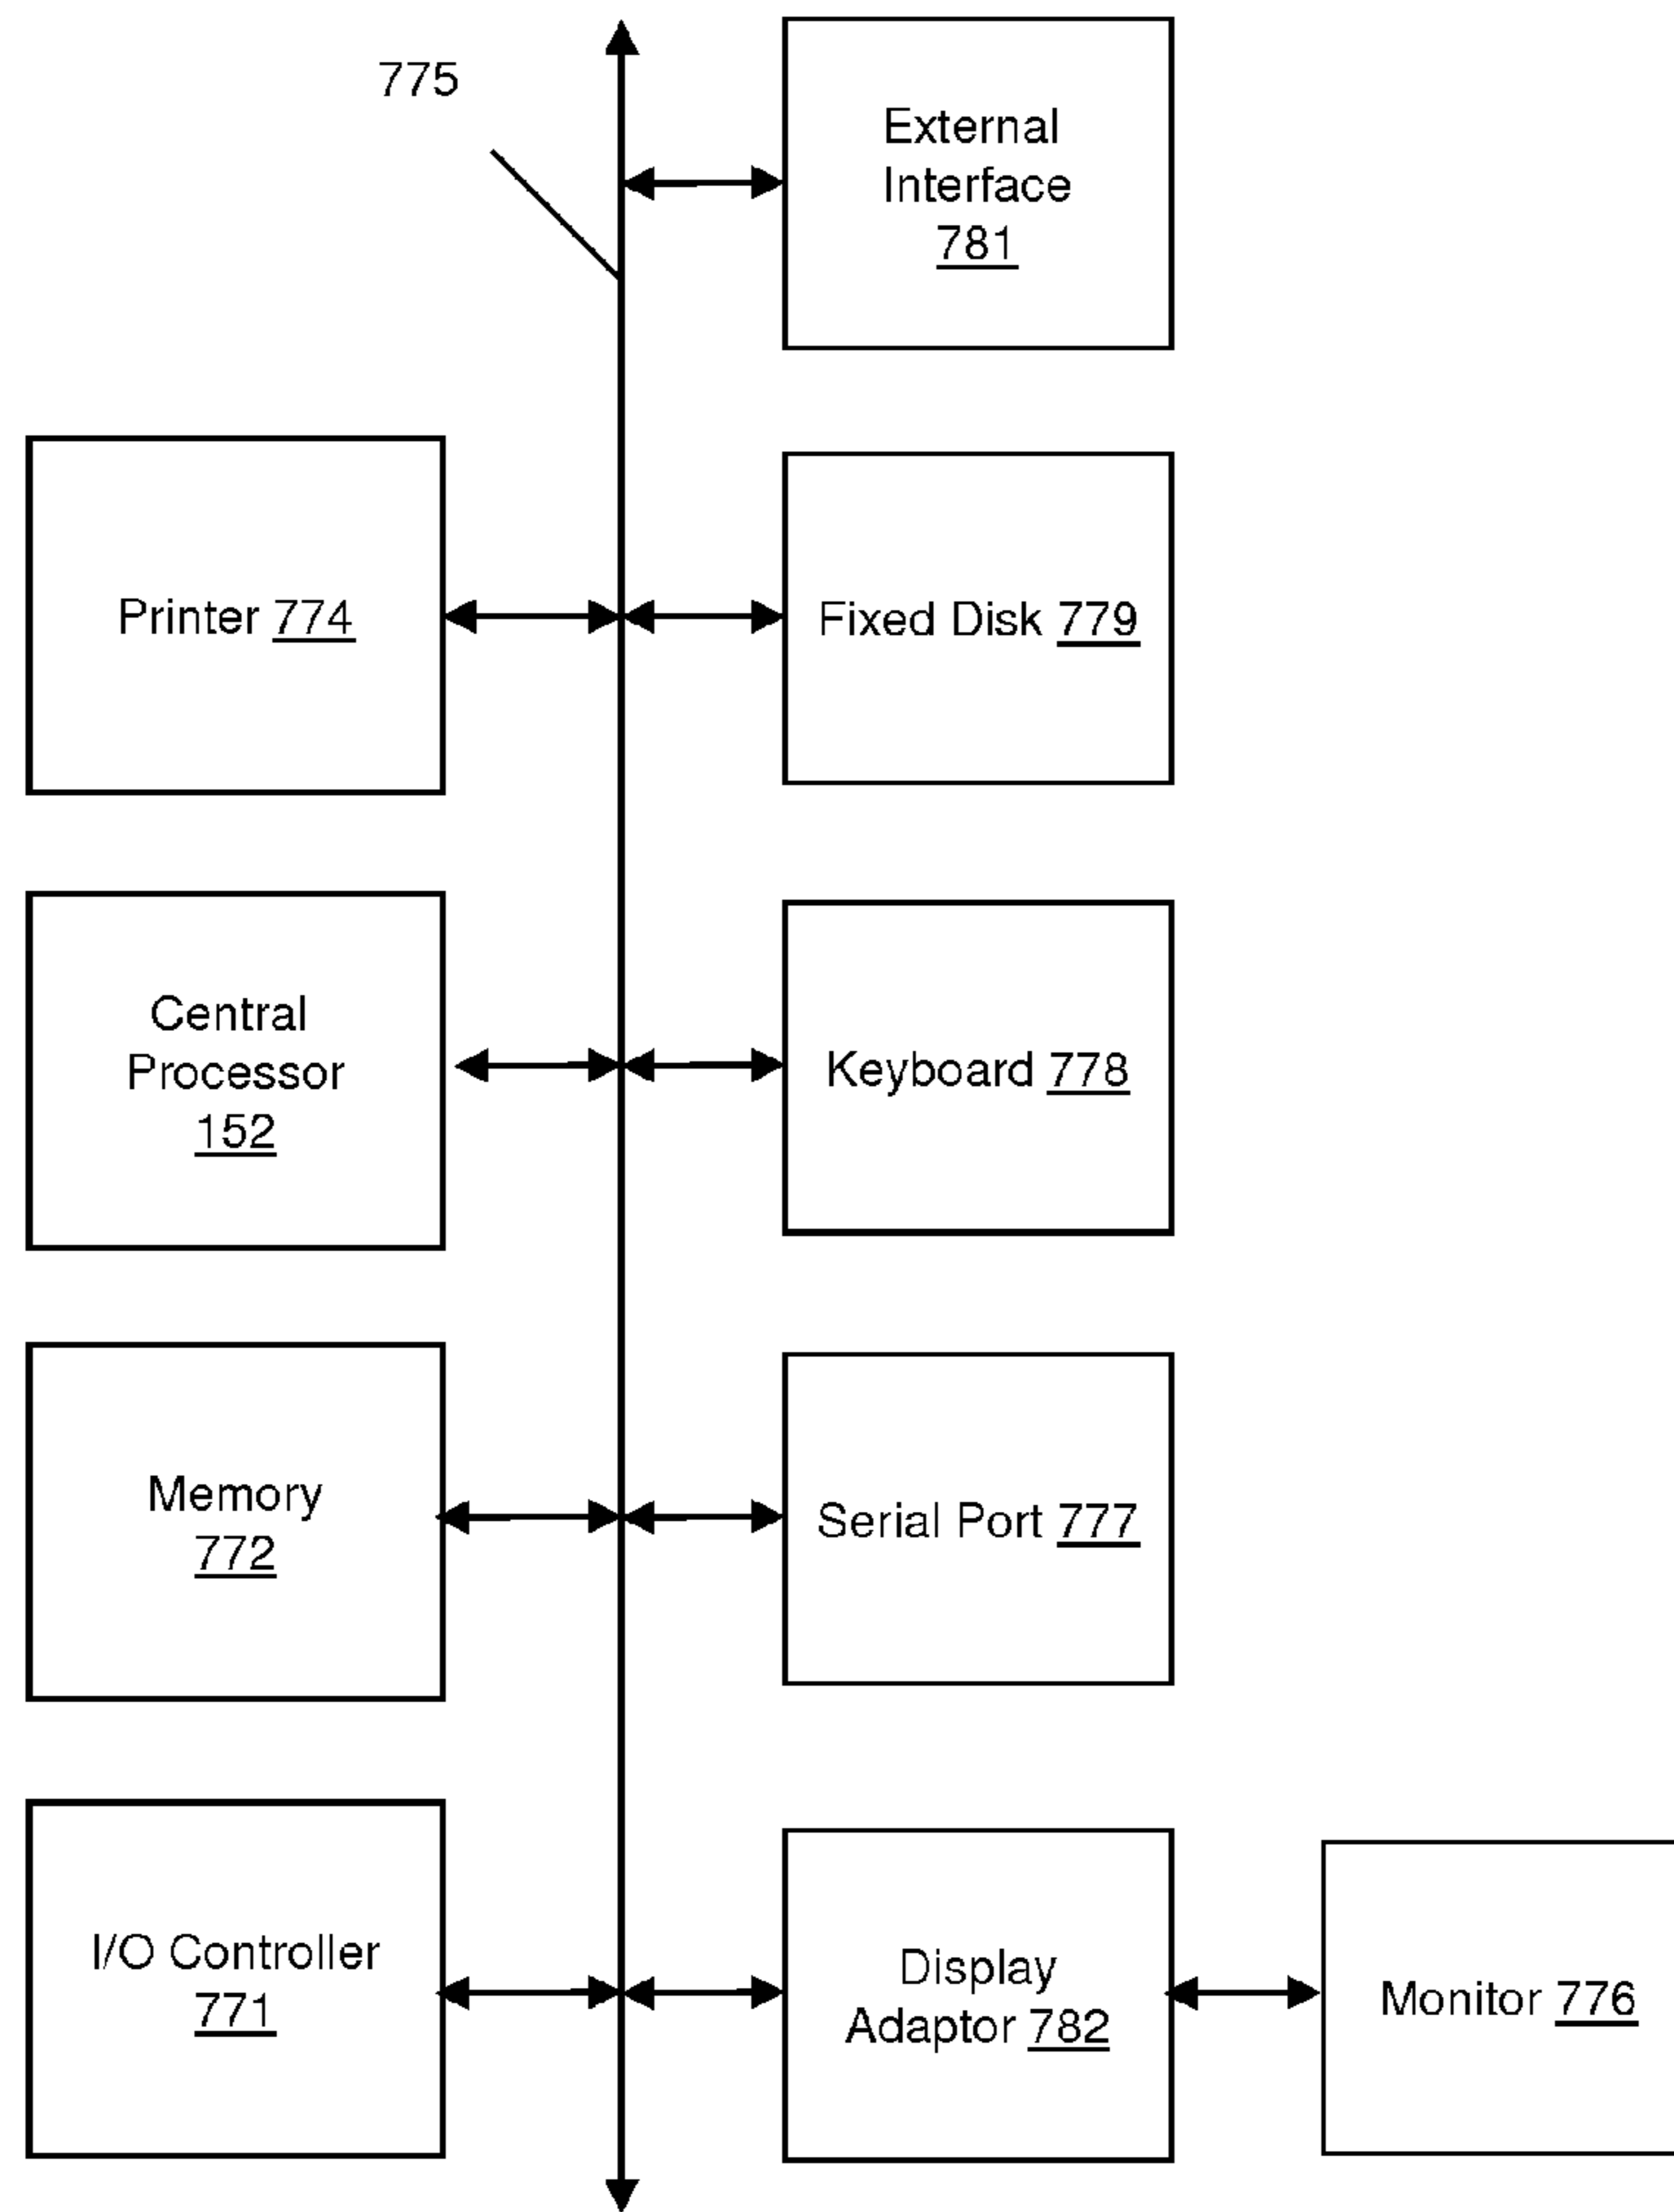 775
External
Interface
781
Printer 774
Fixed Disk 779
Central
Processor
152
Keyboard 778
Memory
772
Serial Port 777
I/O Controller
771
Display
Adaptor 782
Monitor 776